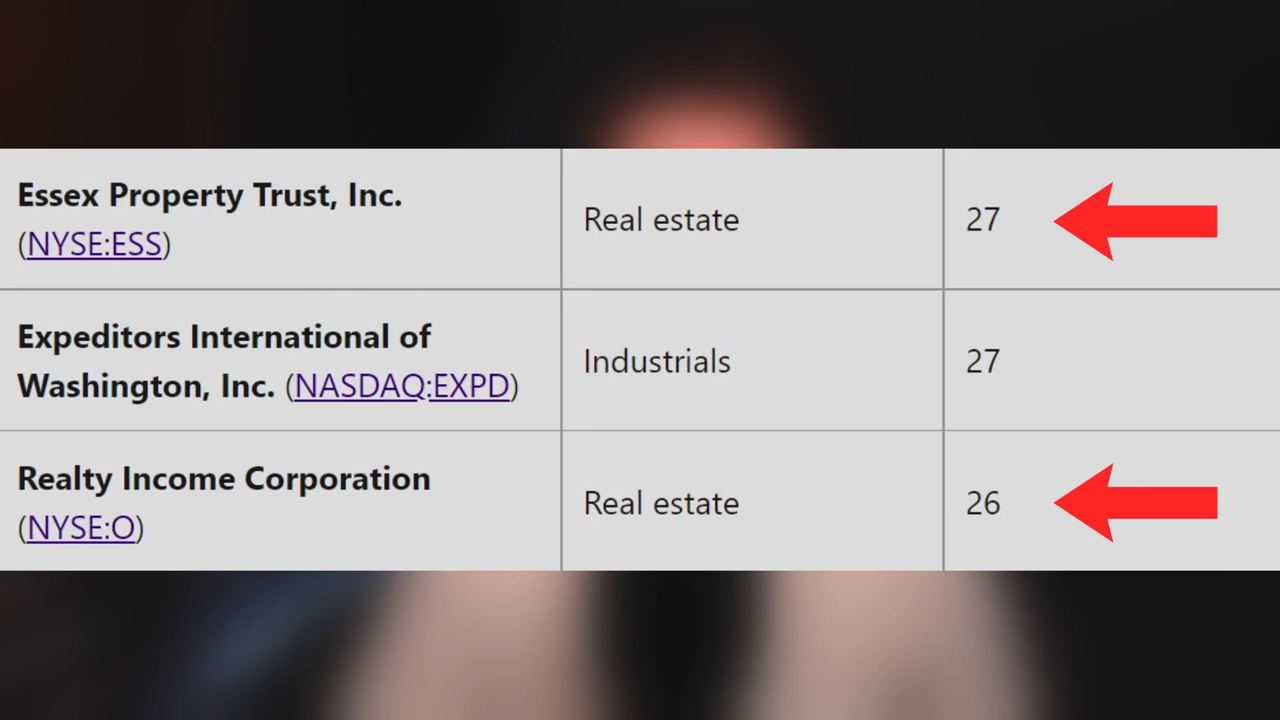 Essex Property Trust, Inc.
(NYSE:ESS)
Real estate
27
Expeditors International of
Washington, Inc. (NASDAQ:EXPD)
Industrials
27
Realty Income Corporation
(NYSE:O)
Real estate
26